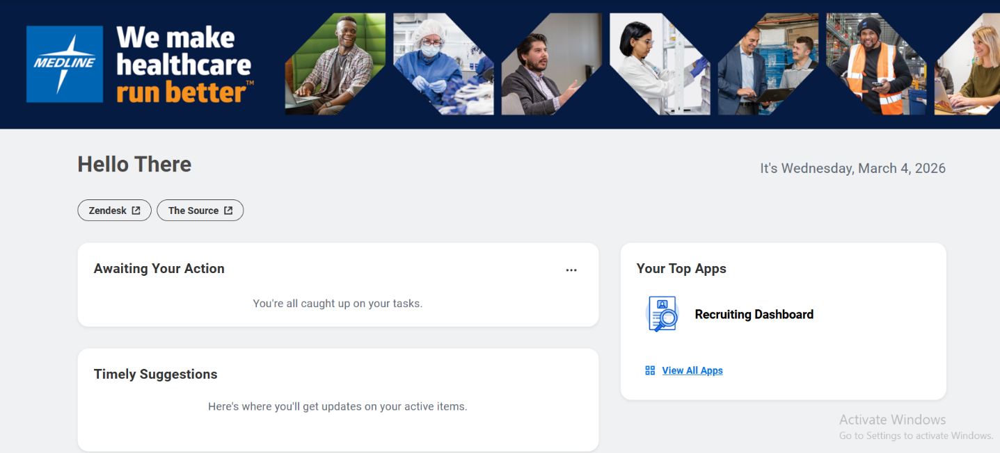 MEDLINE
We make
healthcare
run better™
Hello There
It's Wednesday, March 4, 2026
Zendesk
The Source
Awaiting Your Action
You're all caught up on your tasks.
Your Top Apps
Recruiting Dashboard
View All Apps
Timely Suggestions
Here's where you'll get updates on your active items.
Activate Windows
Go to Settings to activate Windows.